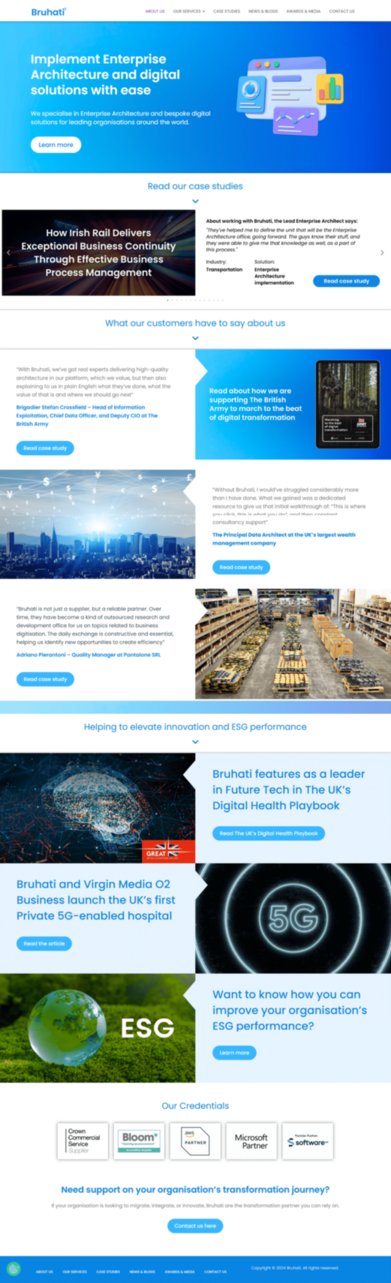 Bruhati
ABOUT US OUR SERVICES CASE STUDIES NEWS & BLOGS AWARDS & MEDIA CONTACT US
Implement Enterprise
Architecture and digital
solutions with ease
We specialise in Enterprise Architecture and bespoke digital
solutions for leading organisations around the world.
Learn more
Read our case studies
How Irish Rail Delivers
Exceptional Business Continuity
Through Effective Business
Process Management
About working with Bruhati, the Lead Enterprise Architect says:
"They've helped me to define the unit that will be the Enterprise
Architecture office, going forward. The guys know their stuff, and
they were able to give me that knowledge as well, as a part of
this process."
Industry: Solution:
Transportation Enterprise
Architecture
Implementation
Read case study
What our customers have to say about us
"With Bruhati, we've got real experts delivering high-quality
architecture in our platform, which we value, but then also
explaining to us in plain English what they've done, what the
value of that is and where we should go next"
Brigadier Stefan Crossfield – Head of Information
Exploitation, Chief Data Officer, and Deputy CIO at The
British Army
Read case study
Read about how we are
supporting The British
Army to march to the beat
of digital transformation
"Without Bruhati, I would've struggled considerably more
than I have done. What we gained was a dedicated
resource to give us that initial walkthrough of: "This is where
consultancy support"
The Principal Data Architect at the UK's largest wealth
management company
Read case study
"Bruhati is not just a supplier, but a reliable partner. Over
time, they have become a kind of outsourced research and
development office for us on topics related to business
digitisation. The daily exchange is constructive and essential,
helping us identify new opportunities to create efficiency"
Adriano Pierantoni – Quality Manager at Pantalone SRL
Read case study
Helping to elevate innovation and ESG performance
GREAT
Bruhati features as a leader
in Future Tech in The UK's
Digital Health Playbook
Read The UK's Digital Health Playbook
Bruhati and Virgin Media O2
Business launch the UK's first
Private 5G-enabled hospital
Read the article
5G
ESG
Want to know how you can
improve your organisation's
ESG performance?
Learn more
Our Credentials
Crown
Commercial
Service
Supplier
Bloom
aws
PARTNER
Microsoft
Partner
software
Need support on your organisation's transformation journey?
If your organisation is looking to migrate, integrate, or innovate, Bruhati are the transformation partner you can rely on.
Contact us here
ABOUT US OUR SERVICES CASE STUDIES NEWS & BLOGS AWARDS & MEDIA CONTACT US
Copyright © 2024 Bruhati. All rights reserved.